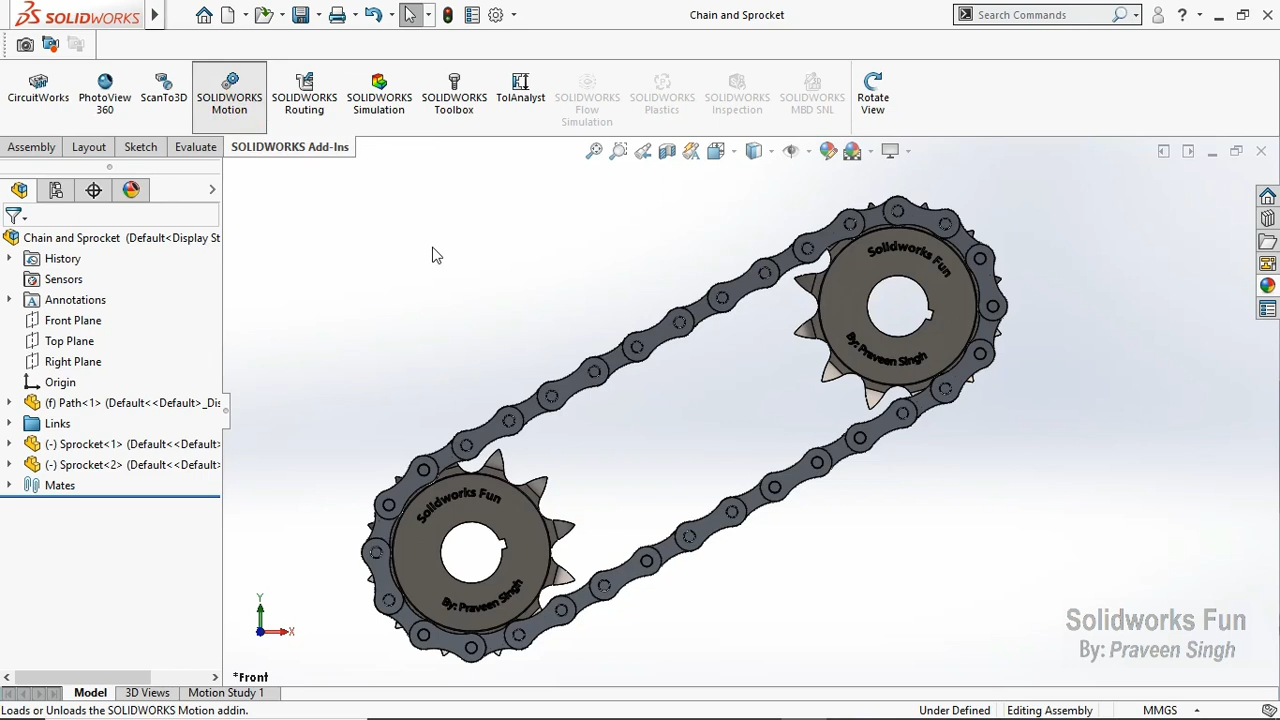 SOLIDWORKS
Chain and Sprocket
Search Commands
?
CircuitWorks
PhotoView
360
ScanTo3D
SOLIDWORKS
Motion
SOLIDWORKS
Routing
SOLIDWORKS
Simulation
SOLIDWORKS
Toolbox
TolAnalyst
SOLIDWORKS
Flow
Simulation
SOLIDWORKS
Plastics
SOLIDWORKS
Inspection
SOLIDWORKS
MBD SNL
Rotate
View
Assembly
Layout
Sketch
Evaluate
SOLIDWORKS Add-Ins
Chain and Sprocket (Default<Display St
History
Sensors
Annotations
Front Plane
Top Plane
Right Plane
Origin
(f) Path<1> (Default<<Default>_Dis
Links
(-) Sprocket<1> (Default<<Default>
(-) Sprocket<2> (Default<<Default>
Mates
Solidworks Fun
By: Praveen Singh
Solidworks Fun
By: Praveen Singh
Y
X
*Front
Solidworks Fun
By: Praveen Singh
Model
3D Views
Motion Study 1
Loads or Unloads the SOLIDWORKS Motion addin.
Under Defined
Editing Assembly
MMGS